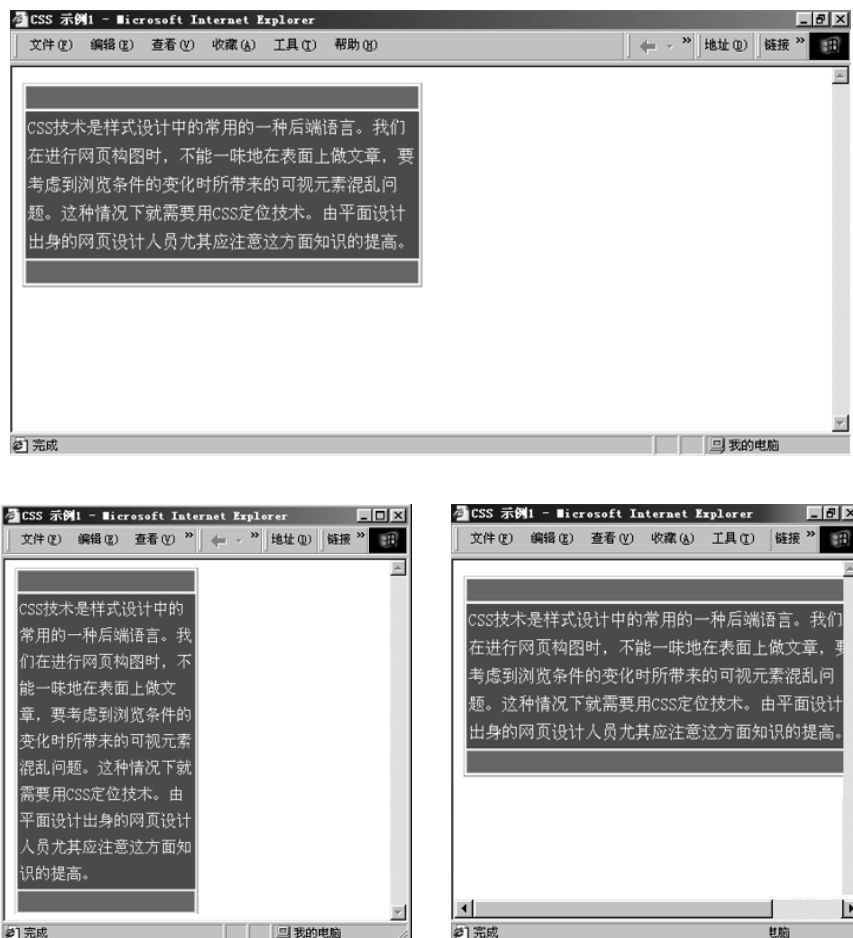 CSS 示例1 - Microsoft Internet Explorer
文件(F) 编辑(E) 查看(V) 收藏(A) 工具(T) 帮助(H) » 地址(D) 链接 »
CSS技术是样式设计中的常用的一种后端语言。我们
在进行网页构图时，不能一味地在表面上做文章，要
考虑到浏览条件的变化时所带来的可视元素混乱问
题。这种情况下就需要用CSS定位技术。由平面设计
出身的网页设计人员尤其应注意这方面知识的提高。
完成 我的电脑
CSS 示例1 - Microsoft Internet Explorer
文件(F) 编辑(E) 查看(V) » » 地址(D) 链接 »
CSS技术是样式设计中的
常用的一种后端语言。我
们在进行网页构图时，不
能一味地在表面上做文
章，要考虑到浏览条件的
变化时所带来的可视元素
混乱问题。这种情况下就
需要用CSS定位技术。由
平面设计出身的网页设计
人员尤其应注意这方面知
识的提高。
完成 我的电脑
CSS 示例1 - Microsoft Internet Explorer
文件(F) 编辑(E) 查看(V) 收藏(A) 工具(T) 链接 »
CSS技术是样式设计中的常用的一种后端语言。我们
在进行网页构图时，不能一味地在表面上做文章，要
考虑到浏览条件的变化时所带来的可视元素混乱问
题。这种情况下就需要用CSS定位技术。由平面设计
出身的网页设计人员尤其应注意这方面知识的提高。
完成 电脑